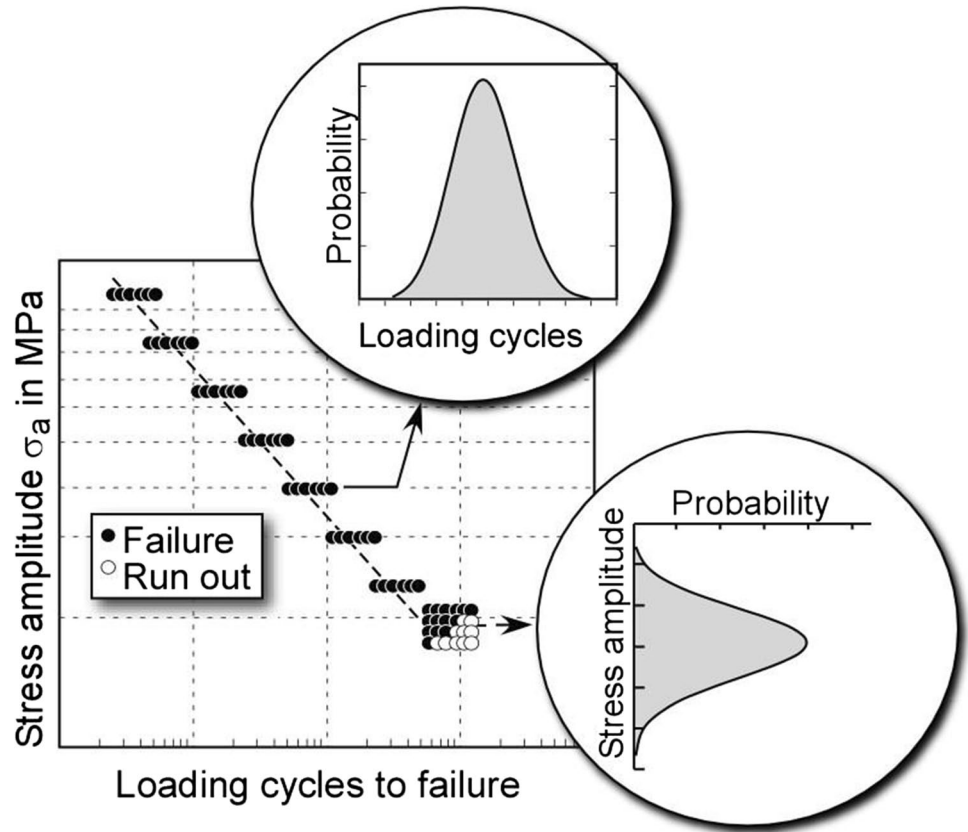 Probability
Loading cycles
Stress amplitude σa in MPa
Failure
Run out
Loading cycles to failure
Probability
Stress amplitude